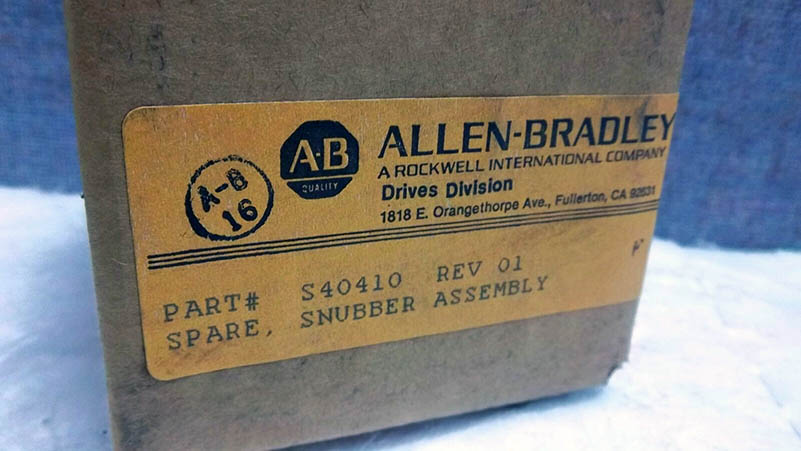 A-B
QUALITY
A-B
16
ALLEN-BRADLEY
A ROCKWELL INTERNATIONAL COMPANY
Drives Division
1818 E. Orangethorpe Ave., Fullerton, CA 92631
PART# S40410 REV 01
SPARE, SNUBBER ASSEMBLY